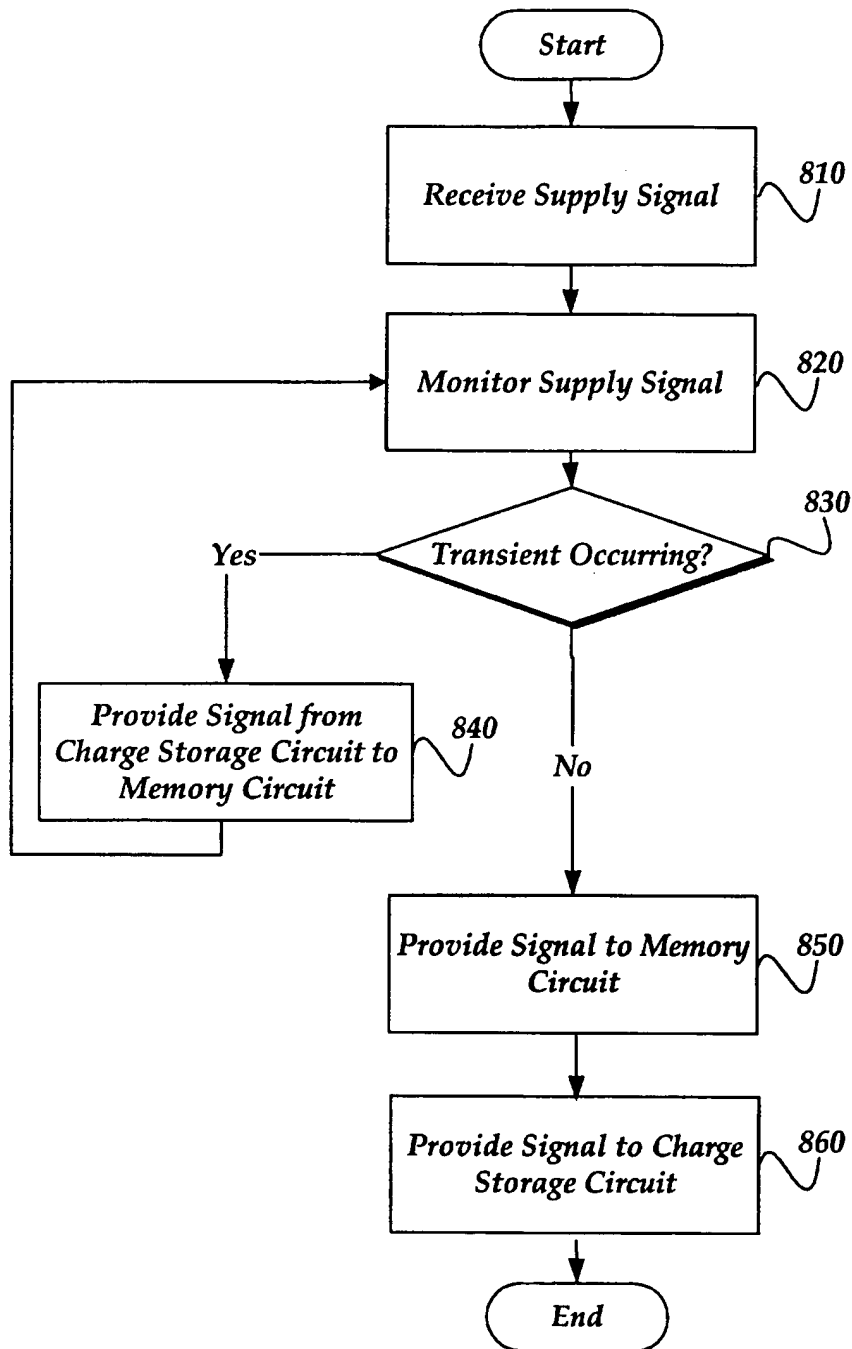 Start
Receive Supply Signal
810
Monitor Supply Signal
820
Transient Occurring?
830
Yes
Provide Signal from
Charge Storage Circuit to
Memory Circuit
840
No
Provide Signal to Memory
Circuit
850
Provide Signal to Charge
Storage Circuit
860
End